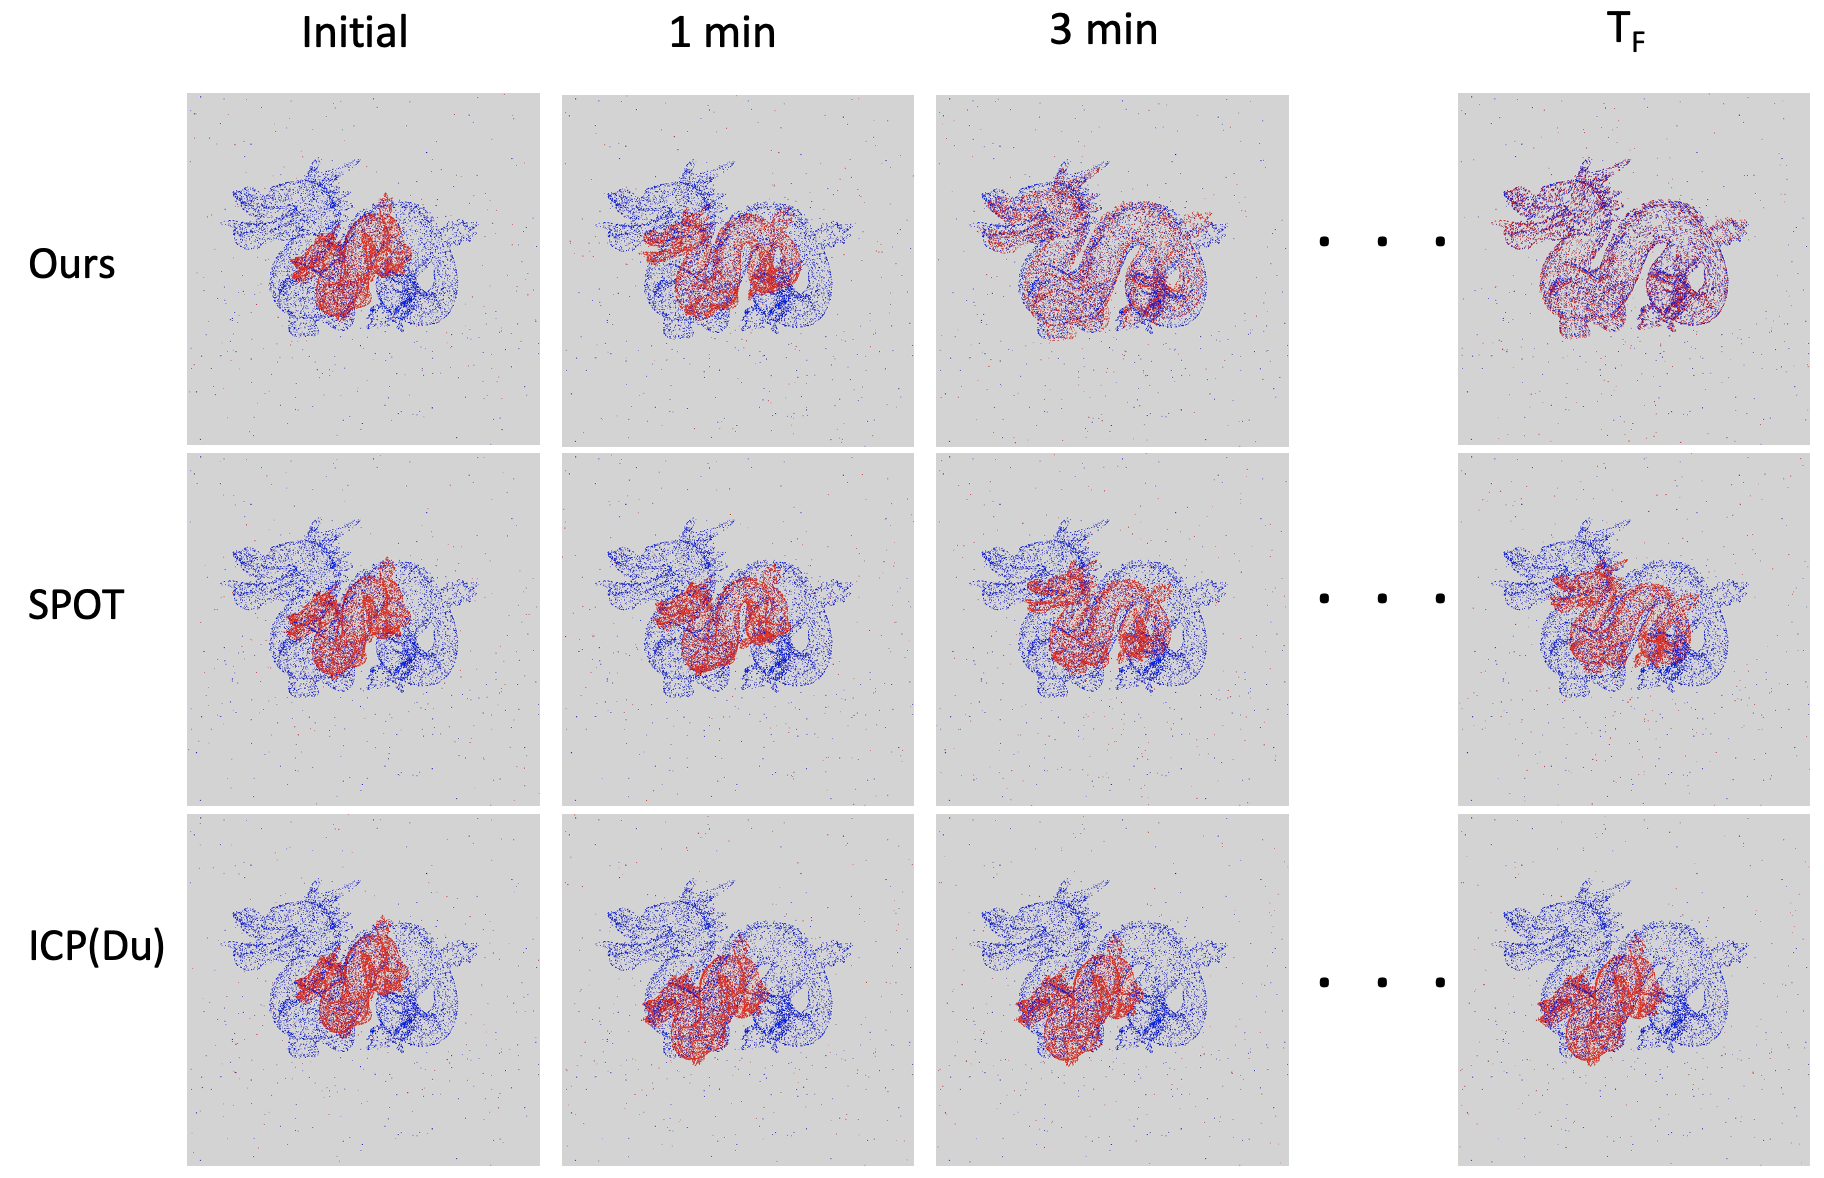 Initial 1 min 3 min T_F
Ours
SPOT
ICP(Du)